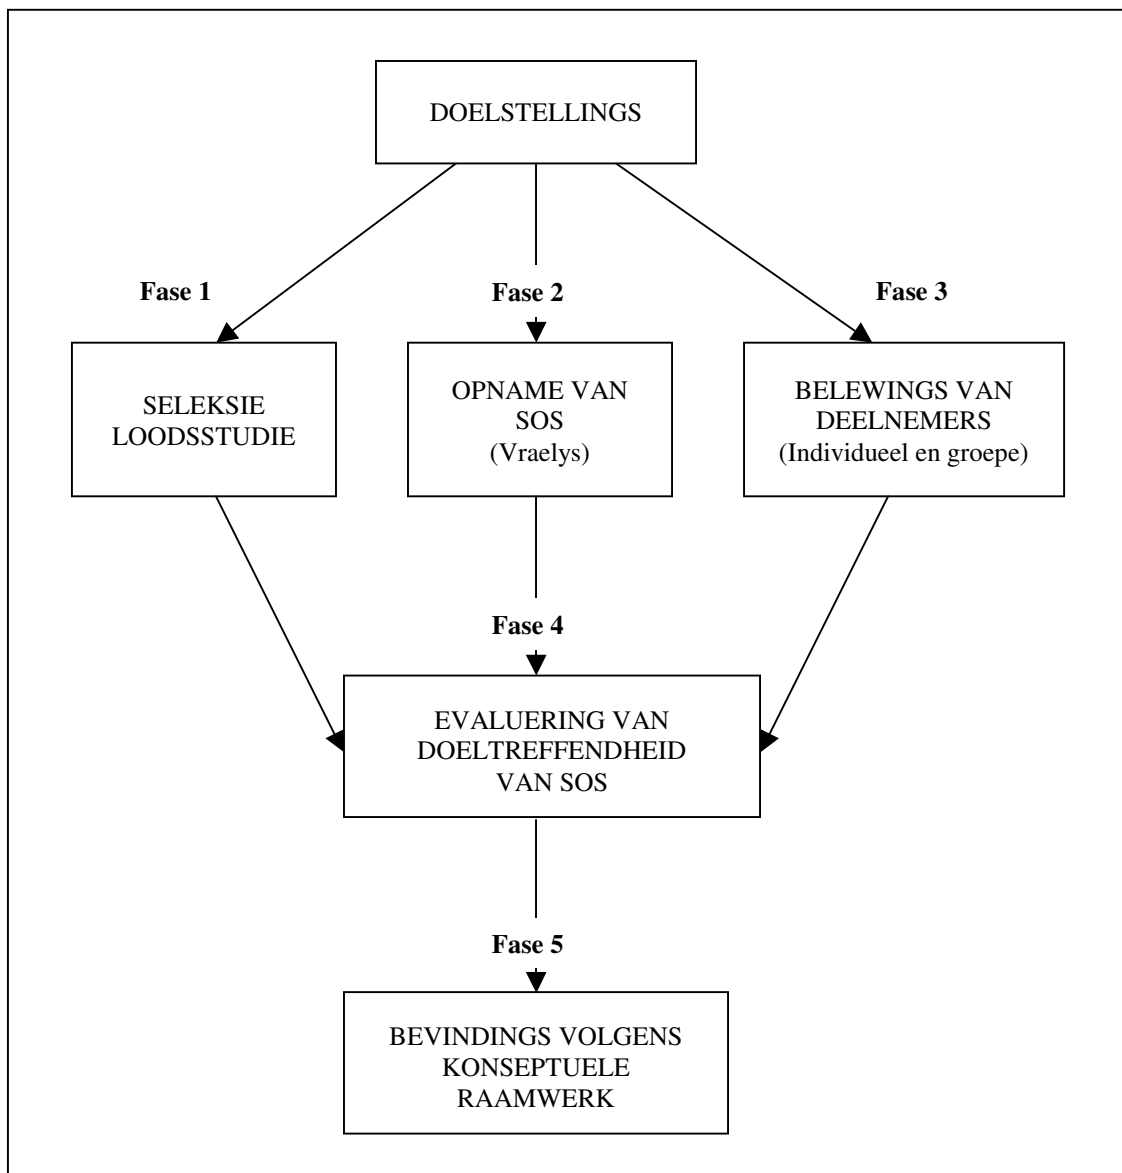 DOELSTELLINGS
Fase 1
Fase 2
Fase 3
SELEKSIE
LOODSSTUDIE
OPNAME VAN
SOS
(Vraelys)
BELEWINGS VAN
DEELNEMERS
(Individueel en groepe)
Fase 4
EVALUERING VAN
DOELTREFFENDHEID
VAN SOS
Fase 5
BEVINDINGS VOLGENS
KONSEPTUELE
RAAMWERK